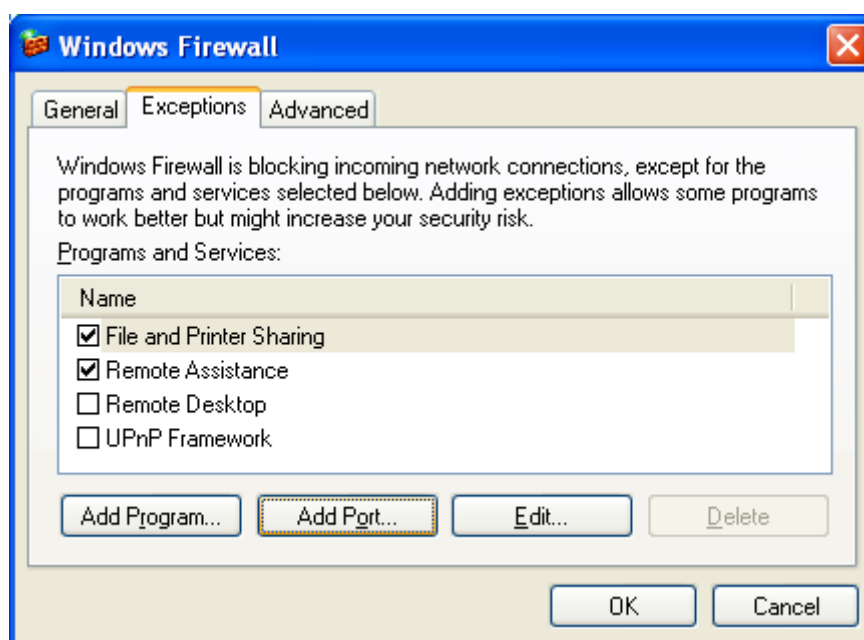 Windows Firewall
General Exceptions Advanced
Windows Firewall is blocking incoming network connections, except for the
programs and services selected below. Adding exceptions allows some programs
to work better but might increase your security risk.
Programs and Services:
Name
File and Printer Sharing
Remote Assistance
Remote Desktop
UPnP Framework
Add Program... Add Port... Edit... Delete
OK Cancel